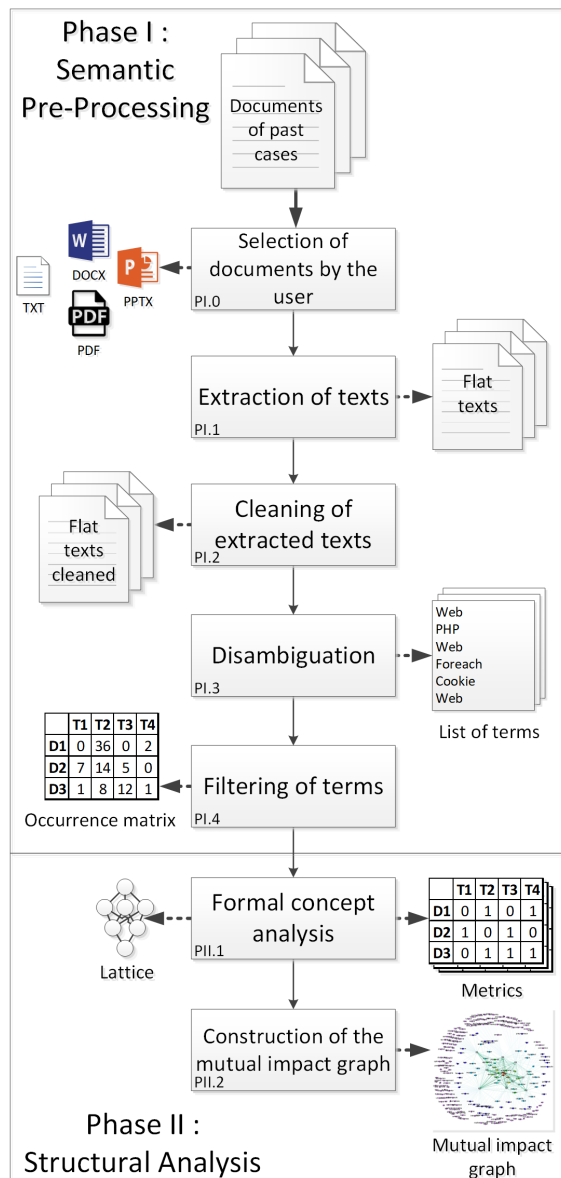 Phase I :
Semantic
Pre-Processing
Documents
of past
cases
Selection of
documents by the
user
PI.0
W
DOCX
P
PPTX
TXT
PDF
PDF
Extraction of texts
PI.1
Flat
texts
Cleaning of
extracted texts
PI.2
Flat
texts
cleaned
Disambiguation
PI.3
Web
PHP
Web
Foreach
Cookie
Web
List of terms
T1 T2 T3 T4
D1 0 36 0 2
D2 7 14 5 0
D3 1 8 12 1
Occurrence matrix
Filtering of terms
PI.4
Formal concept
analysis
PII.1
Lattice
T1 T2 T3 T4
D1 0 1 0 1
D2 1 0 1 0
D3 0 1 1 1
Metrics
Construction of the
mutual impact graph
PII.2
Mutual impact
graph
Phase II :
Structural Analysis